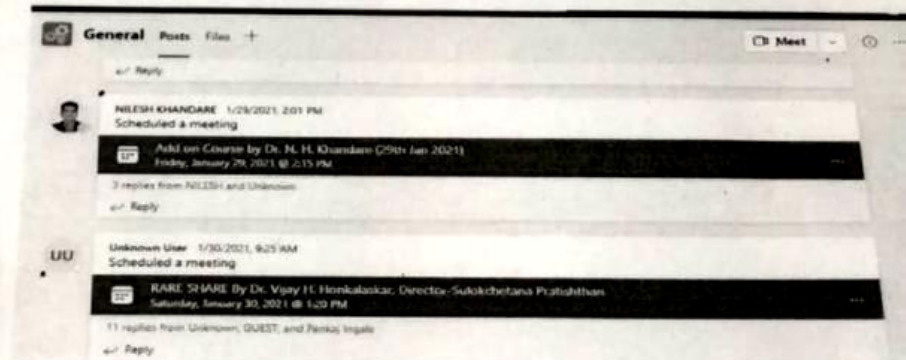 General Posts Files +
Meet
Reply
NILESH KHANDARE 1/29/2021, 2:01 PM
Scheduled a meeting
Add on Course by Dr. N. H. Khandare (29th Jan 2021)
Friday, January 29, 2021 @ 2:15 PM
3 replies from NILESH and Unknown
Reply
UU
Unknown User 1/30/2021, 9:25 AM
Scheduled a meeting
RARE SHARE By Dr. Vijay H. Honkalaskar, Director-Sulokchetana Pratishthan
Saturday, January 30, 2021 @ 1:20 PM
11 replies from Unknown, GUEST, and Pankaj Ingale
Reply